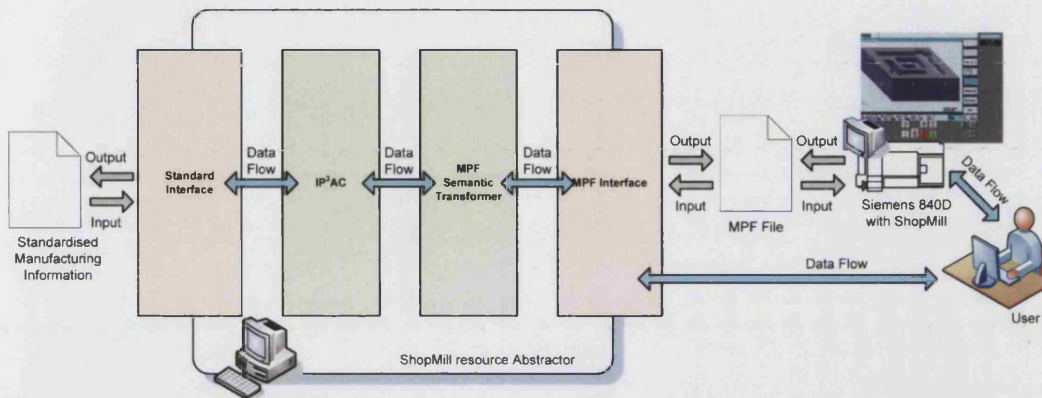 Output
Input
Standardised
Manufacturing
Information
Standard
Interface
Data
Flow
IP³AC
Data
Flow
MPF
Semantic
Transformer
Data
Flow
MPF Interface
Output
Input
MPF File
Output
Input
Siemens 840D
with ShopMill
Data Flow
Data Flow
User
ShopMill resource Abstractor